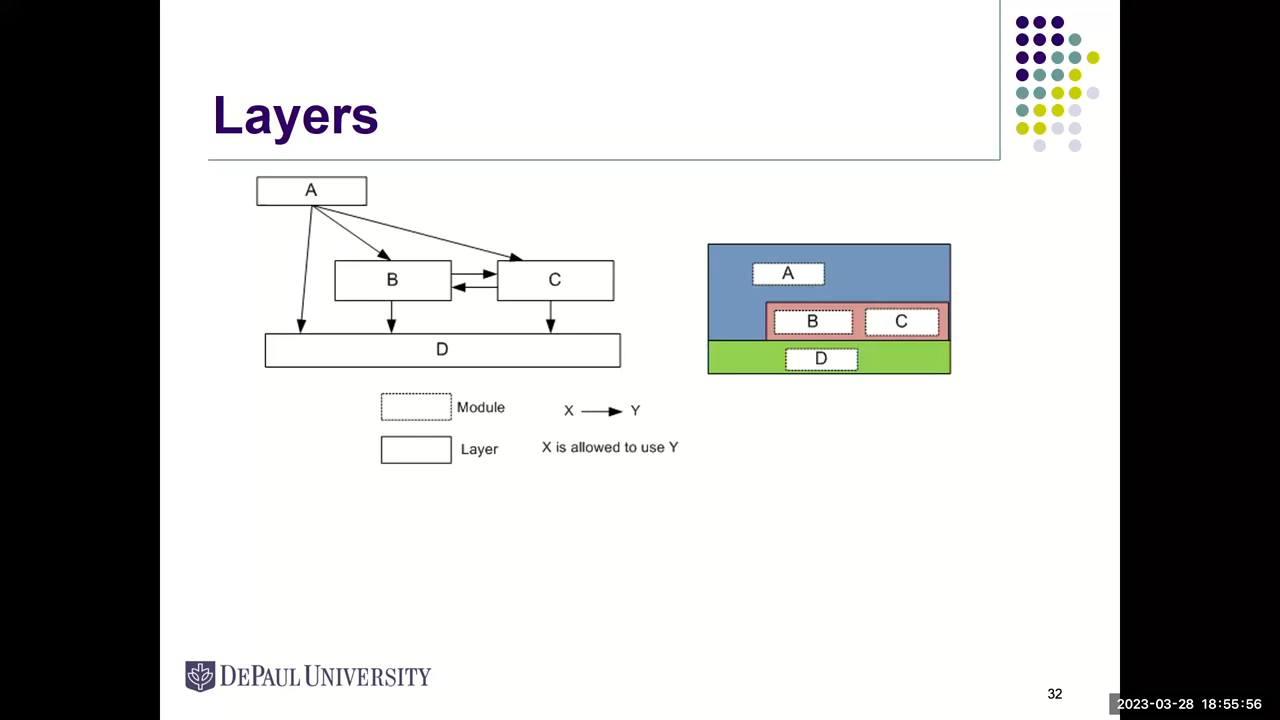 Layers
A
B
C
D
A
B
C
D
Module
X
Y
Layer
X is allowed to use Y
DEPAUL UNIVERSITY
32
2023-03-28 18:55:56